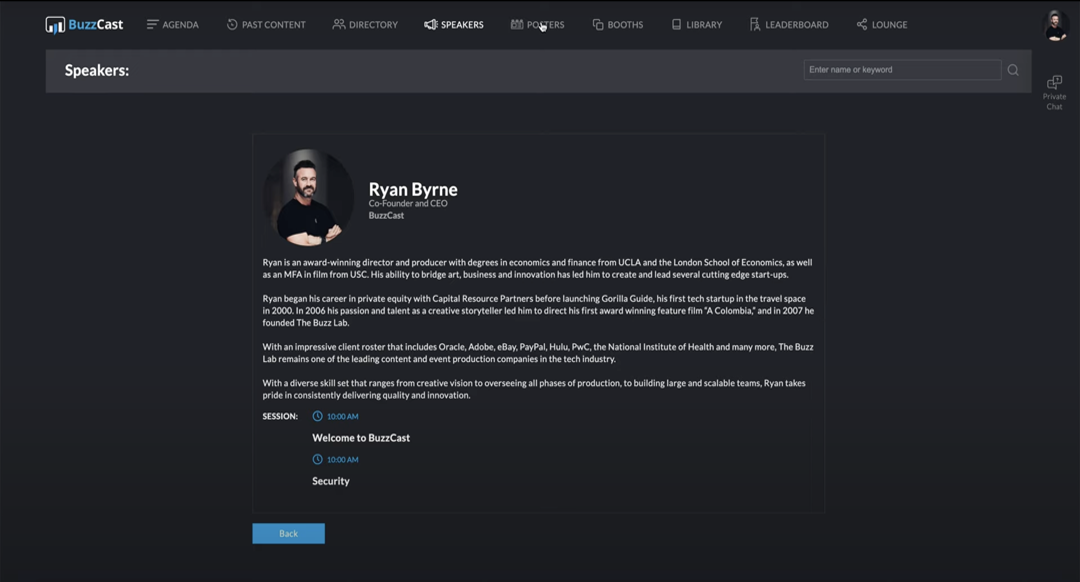 BuzzCast AGENDA PAST CONTENT DIRECTORY SPEAKERS POSTERS BOOTHS LIBRARY LEADERBOARD LOUNGE
Speakers:
Enter name or keyword
Private
Chat
Ryan Byrne
Co-Founder and CEO
BuzzCast
Ryan is an award-winning director and producer with degrees in economics and finance from UCLA and the London School of Economics, as well
as an MFA in film from USC. His ability to bridge art, business and innovation has led him to create and lead several cutting edge start-ups.
Ryan began his career in private equity with Capital Resource Partners before launching Gorilla Guide, his first tech startup in the travel space
in 2000. In 2006 his passion and talent as a creative storyteller led him to direct his first award winning feature film "A Colombia," and in 2007 he
founded The Buzz Lab.
With an impressive client roster that includes Oracle, Adobe, eBay, PayPal, Hulu, PwC, the National Institute of Health and many more, The Buzz
Lab remains one of the leading content and event production companies in the tech industry.
With a diverse skill set that ranges from creative vision to overseeing all phases of production, to building large and scalable teams, Ryan takes
pride in consistently delivering quality and innovation.
SESSION: 10:00 AM
Welcome to BuzzCast
10:00 AM
Security
Back